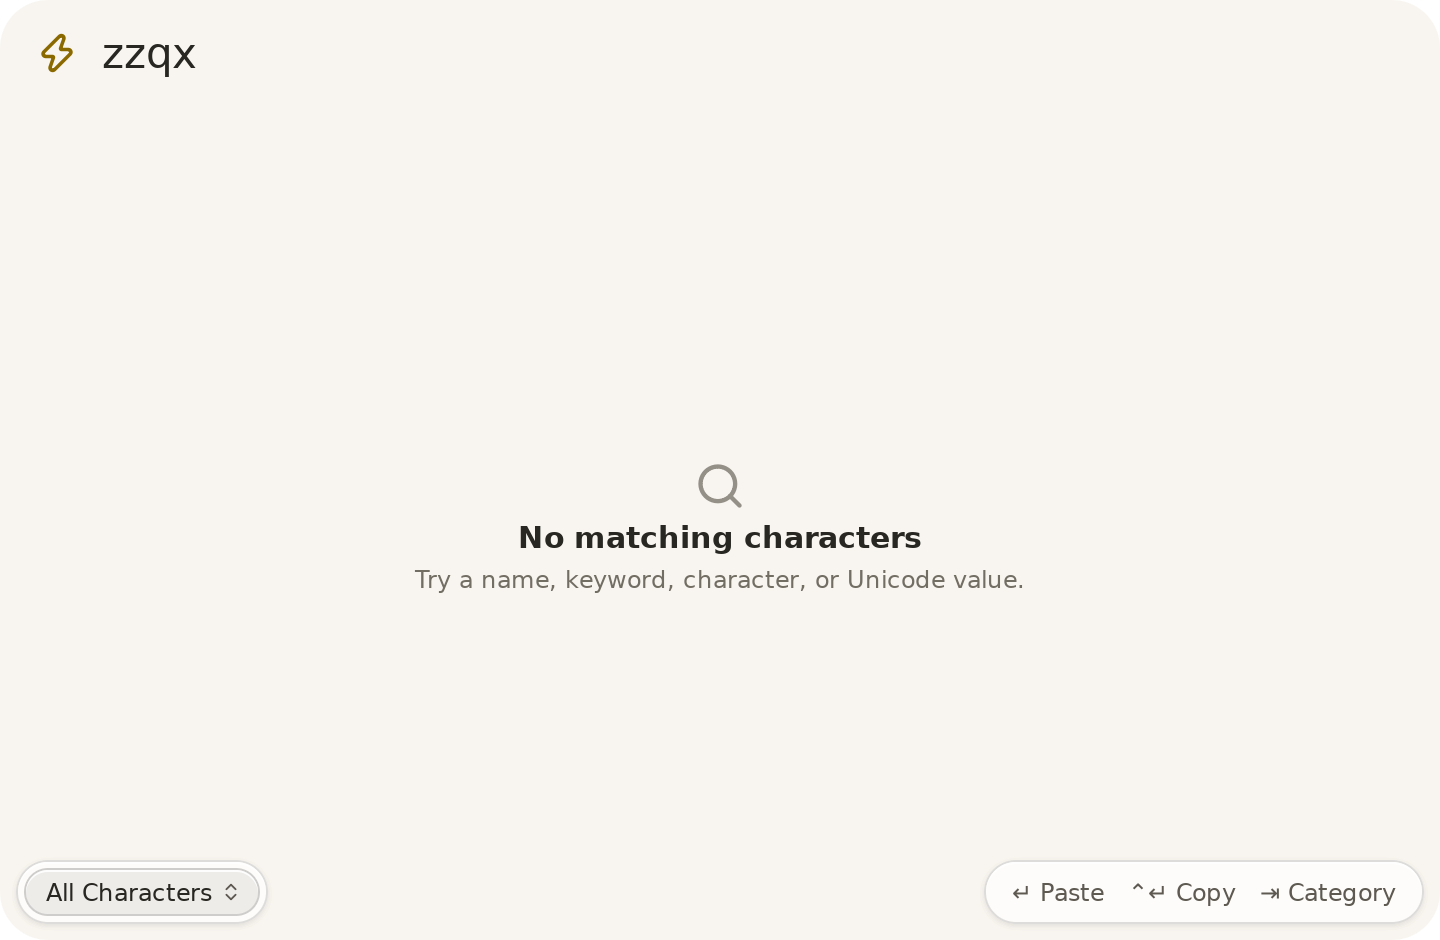 zzqx
No matching characters
Try a name, keyword, character, or Unicode value.
All Characters
↵ Paste ⌃↵ Copy ⇥ Category